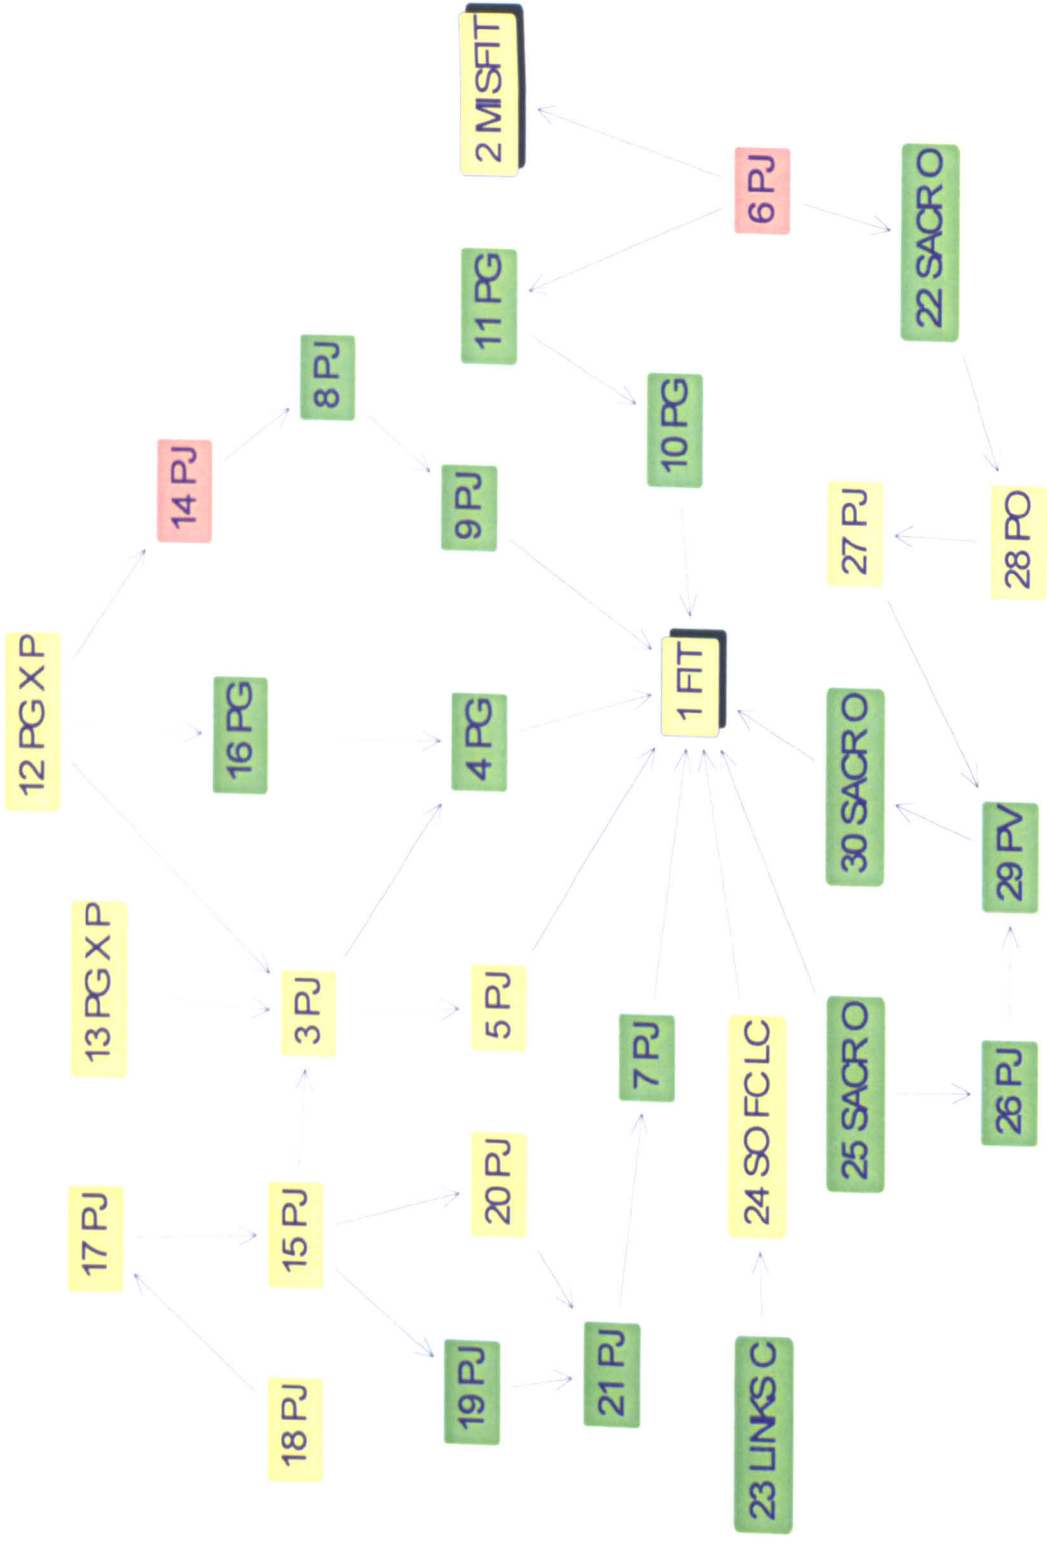 12 PG X P
13 PG X P
17 PJ
18 PJ
14 PJ
16 PG
3 PJ
15 PJ
8 PJ
2 MISFIT
11 PG
9 PJ
4 PG
5 PJ
20 PJ
19 PJ
21 PJ
10 PG
1 FIT
7 PJ
6 PJ
24 SO FC LC
23 LINKS C
22 SACR O
27 PJ
30 SACR O
25 SACR O
28 PO
29 PV
26 PJ